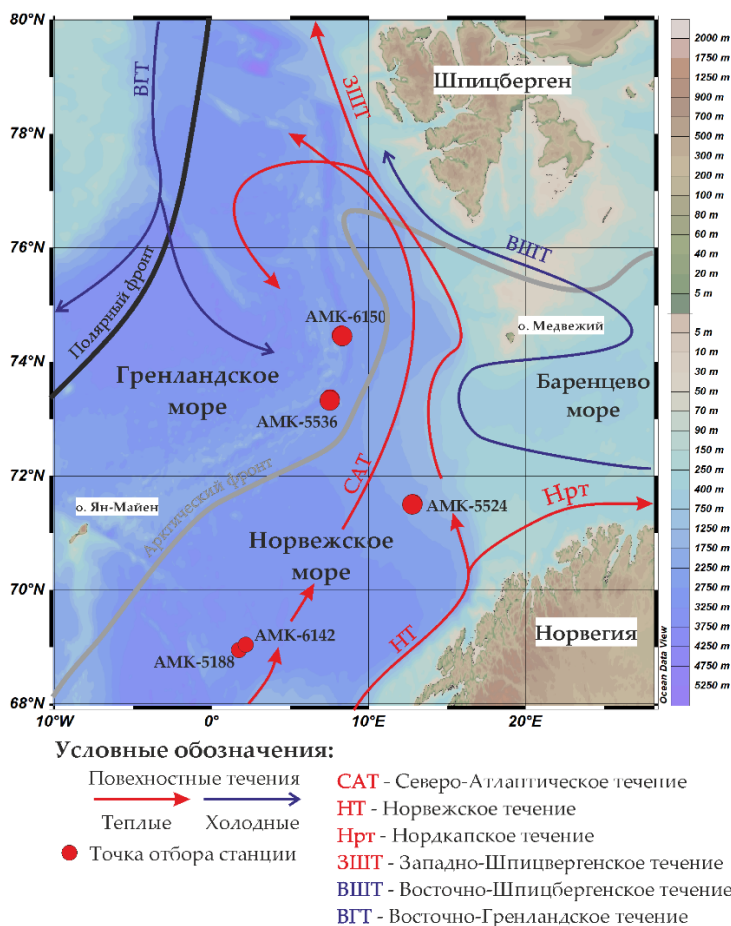 80°N
78°N
76°N
74°N
72°N
70°N
68°N
10°W
0°
10°E
20°E
ВГТ
ЗШТ
Шпицберген
Полярный фронт
ВШТ
АМК-6150
о. Медвежий
Гренландское
море
Баренцево
море
АМК-5536
САТ
Арктический фронт
о. Ян-Майен
АМК-5524
Нрт
Норвежское
море
АМК-6142
АМК-5188
НТ
Норвегия
2000 m
1750 m
1250 m
900 m
700 m
500 m
300 m
200 m
100 m
80 m
60 m
40 m
20 m
5 m
5 m
10 m
30 m
50 m
70 m
90 m
150 m
250 m
400 m
750 m
1250 m
1750 m
2250 m
2750 m
3250 m
3750 m
4250 m
4750 m
5250 m
Ocean Data View
Условные обозначения:
Повехностные течения
Теплые
Холодные
Точка отбора станции
САТ - Северо-Атлантическое течение
НТ - Норвежское течение
Нрт - Нордкапское течение
ЗШТ - Западно-Шпицвергенское течение
ВШТ - Восточно-Шпицбергенское течение
ВГТ - Восточно-Гренландское течение